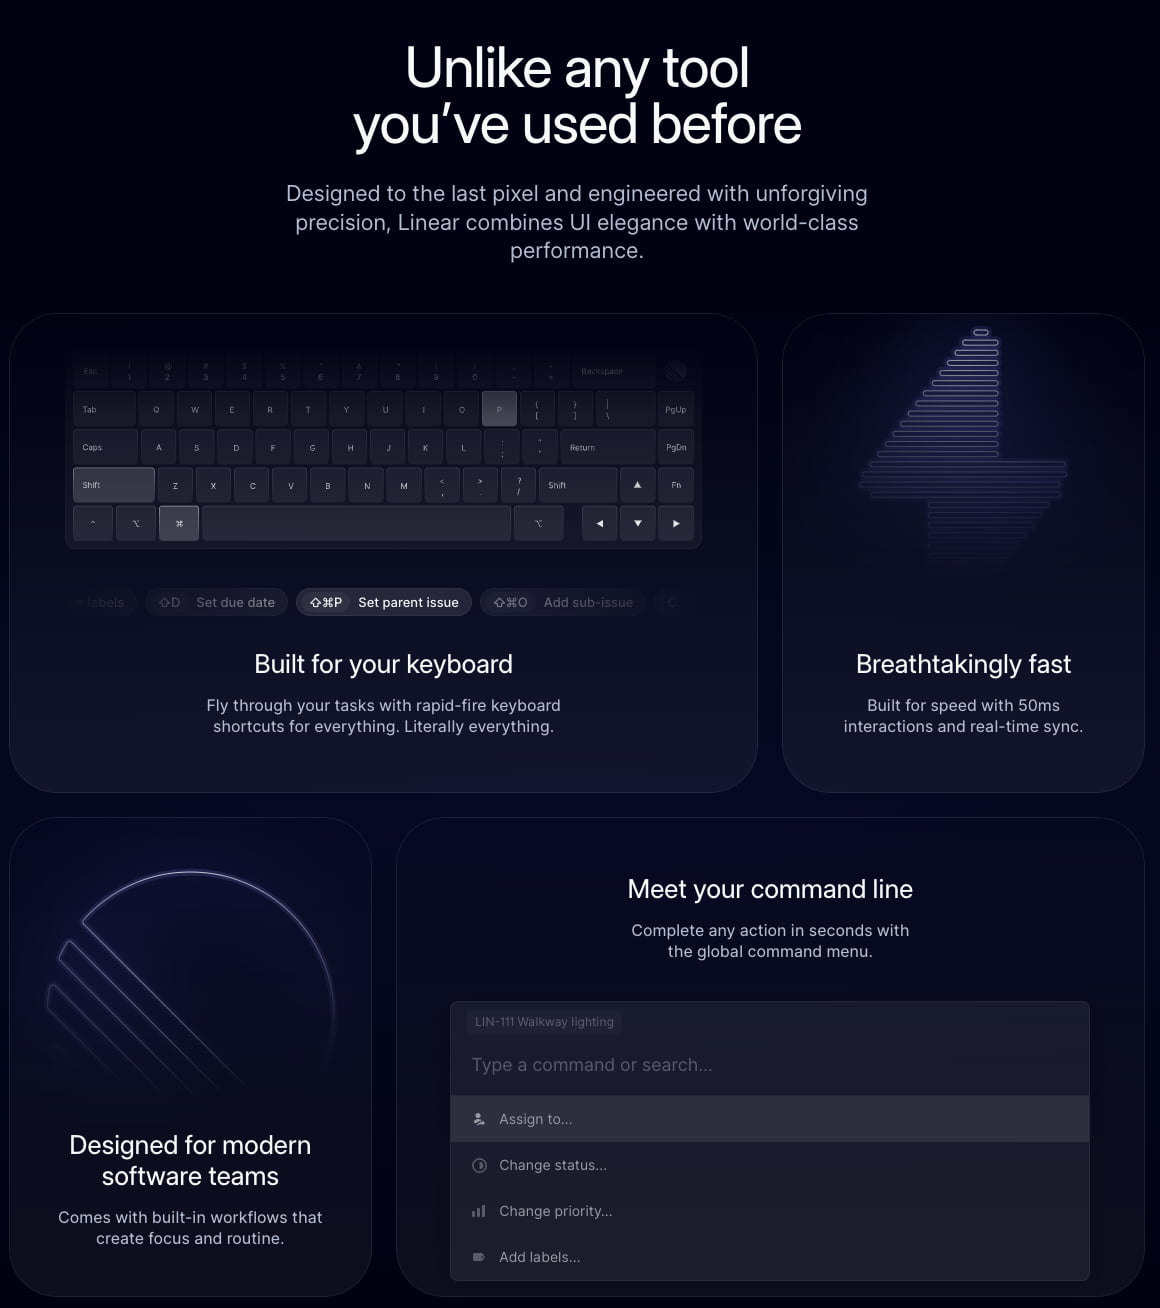 Unlike any tool
you’ve used before
Designed to the last pixel and engineered with unforgiving
precision, Linear combines UI elegance with world-class
performance.
Esc ! 1 @ 2 # 3 $ 4 % 5 ^ 6 & 7 * 8 ( 9 ) 0 Backspace
Tab Q W E R T Y U I O P { [ } ] | \ PgUp
Caps A S D F G H J K L : ; " ' Return PgDn
Shift Z X C V B N M < , > . ? / Shift ▲ Fn
⌃ ⌥ ⌘ ⌥ ◀ ▼ ▶
labels ⇧D Set due date ⇧⌘P Set parent issue ⇧⌘O Add sub-issue
Built for your keyboard
Fly through your tasks with rapid-fire keyboard
shortcuts for everything. Literally everything.
Breathtakingly fast
Built for speed with 50ms
interactions and real-time sync.
Designed for modern
software teams
Comes with built-in workflows that
create focus and routine.
Meet your command line
Complete any action in seconds with
the global command menu.
LIN-111 Walkway lighting
Type a command or search...
Assign to...
Change status...
Change priority...
Add labels...